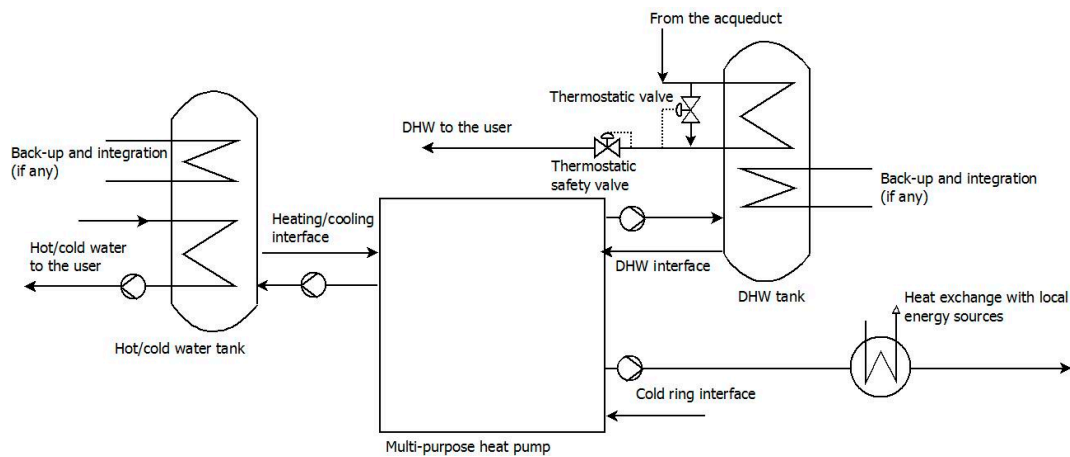 From the acqueduct
Thermostatic valve
DHW to the user
Thermostatic
safety valve
Back-up and integration
(if any)
Back-up and integration
(if any)
Heating/cooling
interface
Hot/cold water
to the user
DHW interface
DHW tank
Heat exchange with local
energy sources
Hot/cold water tank
Cold ring interface
Multi-purpose heat pump